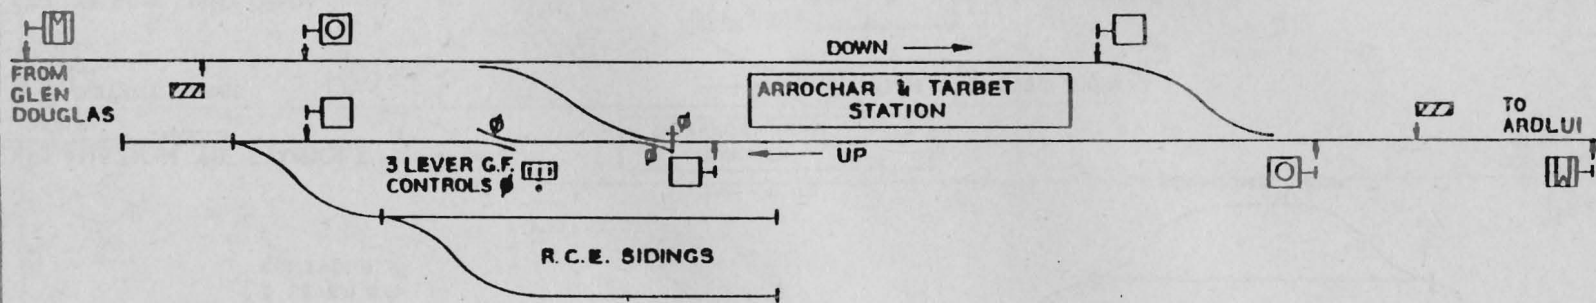 M
DOWN
FROM
GLEN
DOUGLAS
ARROCHAR & TARBET
STATION
TO
ARDLUI
3 LEVER G.F.
CONTROLS Ø
Ø
Ø
Ø
UP
M
R.C.E. SIDINGS